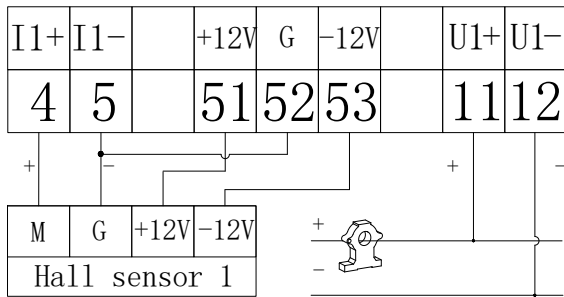 I1+ I1- +12V G -12V U1+ U1-
4 5 51 52 53 11 12
+ - + -
M G +12V -12V
Hall sensor 1
+
-